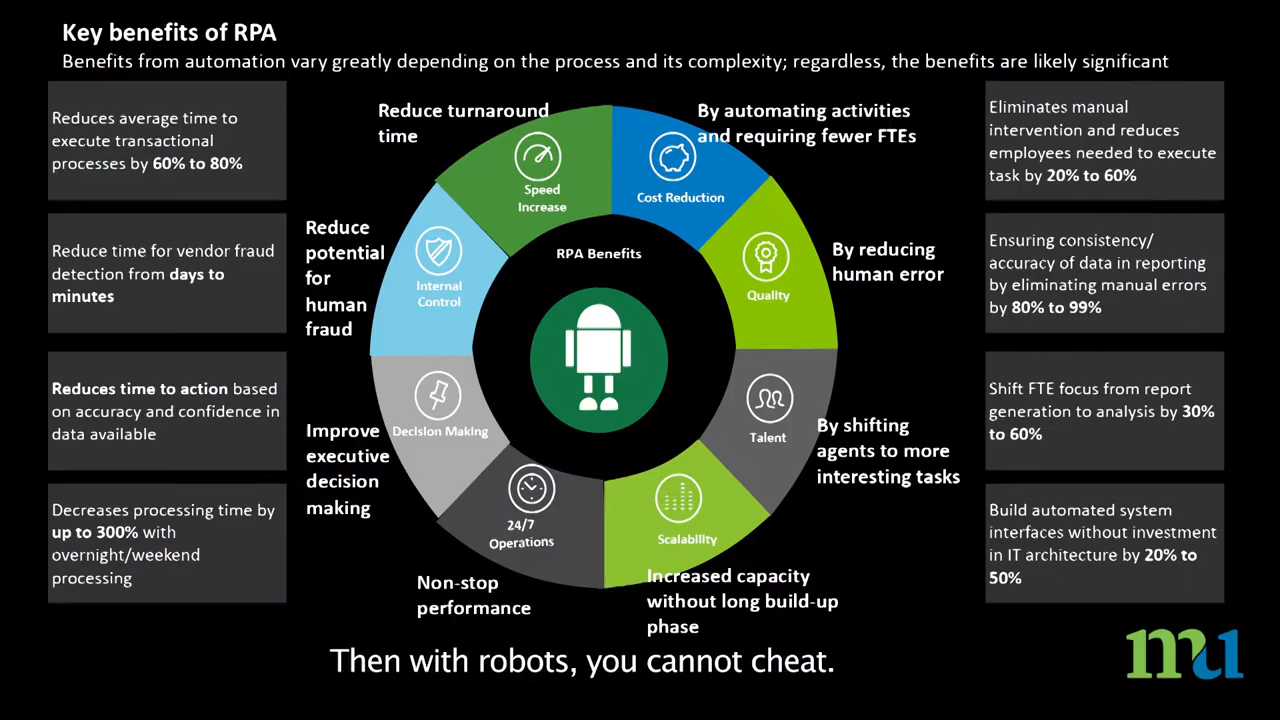 Key benefits of RPA
Benefits from automation vary greatly depending on the process and its complexity; regardless, the benefits are likely significant
Reduces average time to
execute transactional
processes by 60% to 80%
Reduce time for vendor fraud
detection from days to
minutes
Reduces time to action based
on accuracy and confidence in
data available
Decreases processing time by
up to 300% with
overnight/weekend
processing
Reduce turnaround
time
Reduce
potential
for
human
fraud
Improve
executive
decision
making
Non-stop
performance
Speed
Increase
Cost Reduction
Internal
Control
RPA Benefits
Quality
Decision Making
Talent
24/7
Operations
Scalability
By automating activities
and requiring fewer FTEs
By reducing
human error
By shifting
agents to more
interesting tasks
Increased capacity
without long build-up
phase
Eliminates manual
intervention and reduces
employees needed to execute
task by 20% to 60%
Ensuring consistency/
accuracy of data in reporting
by eliminating manual errors
by 80% to 99%
Shift FTE focus from report
generation to analysis by 30%
to 60%
Build automated system
interfaces without investment
in IT architecture by 20% to
50%
Then with robots, you cannot cheat.
mu